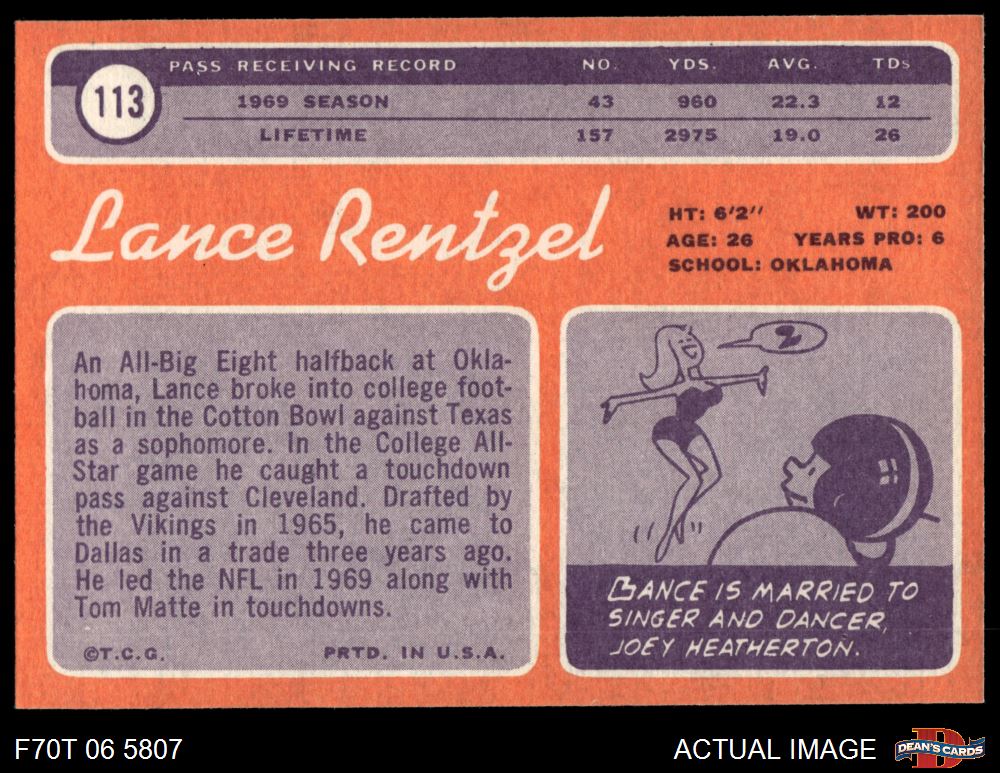 PASS RECEIVING RECORD NO. YDS. AVG. TDs
113
1969 SEASON 43 960 22.3 12
LIFETIME 157 2975 19.0 26
Lance Rentzel
HT: 6'2'' WT: 200
AGE: 26 YEARS PRO: 6
SCHOOL: OKLAHOMA
An All-Big Eight halfback at Okla-
homa, Lance broke into college foot-
ball in the Cotton Bowl against Texas
as a sophomore. In the College All-
Star game he caught a touchdown
pass against Cleveland. Drafted by
the Vikings in 1965, he came to
Dallas in a trade three years ago.
He led the NFL in 1969 along with
Tom Matte in touchdowns.
©T.C.G. PRTD. IN U.S.A.
LANCE IS MARRIED TO
SINGER AND DANCER,
JOEY HEATHERTON.
F70T 06 5807
ACTUAL IMAGE
D
DEAN'S CARDS